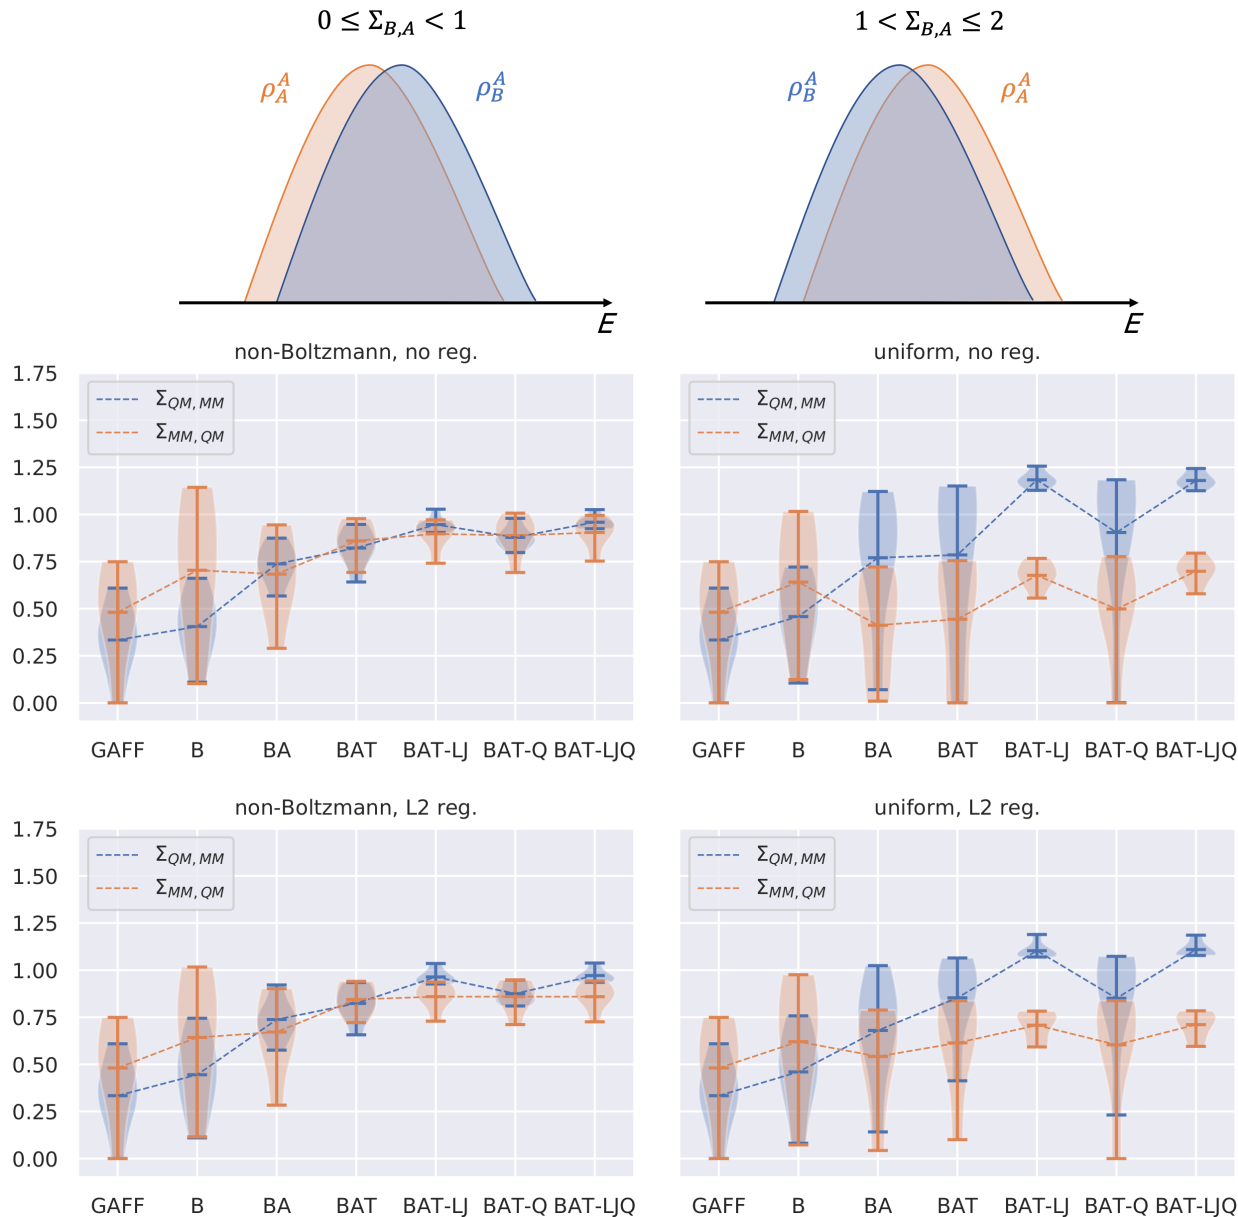 0 ≤ Σ_{B,A} < 1
1 < Σ_{B,A} ≤ 2
ρ_A^A
ρ_B^A
ρ_B^A
ρ_A^A
E
E
non-Boltzmann, no reg.
1.75
1.50
1.25
1.00
0.75
0.50
0.25
0.00
Σ_{QM, MM}
Σ_{MM, QM}
GAFF B BA BAT BAT-LJ BAT-Q BAT-LJQ
uniform, no reg.
Σ_{QM, MM}
Σ_{MM, QM}
GAFF B BA BAT BAT-LJ BAT-Q BAT-LJQ
non-Boltzmann, L2 reg.
1.75
1.50
1.25
1.00
0.75
0.50
0.25
0.00
Σ_{QM, MM}
Σ_{MM, QM}
GAFF B BA BAT BAT-LJ BAT-Q BAT-LJQ
uniform, L2 reg.
Σ_{QM, MM}
Σ_{MM, QM}
GAFF B BA BAT BAT-LJ BAT-Q BAT-LJQ